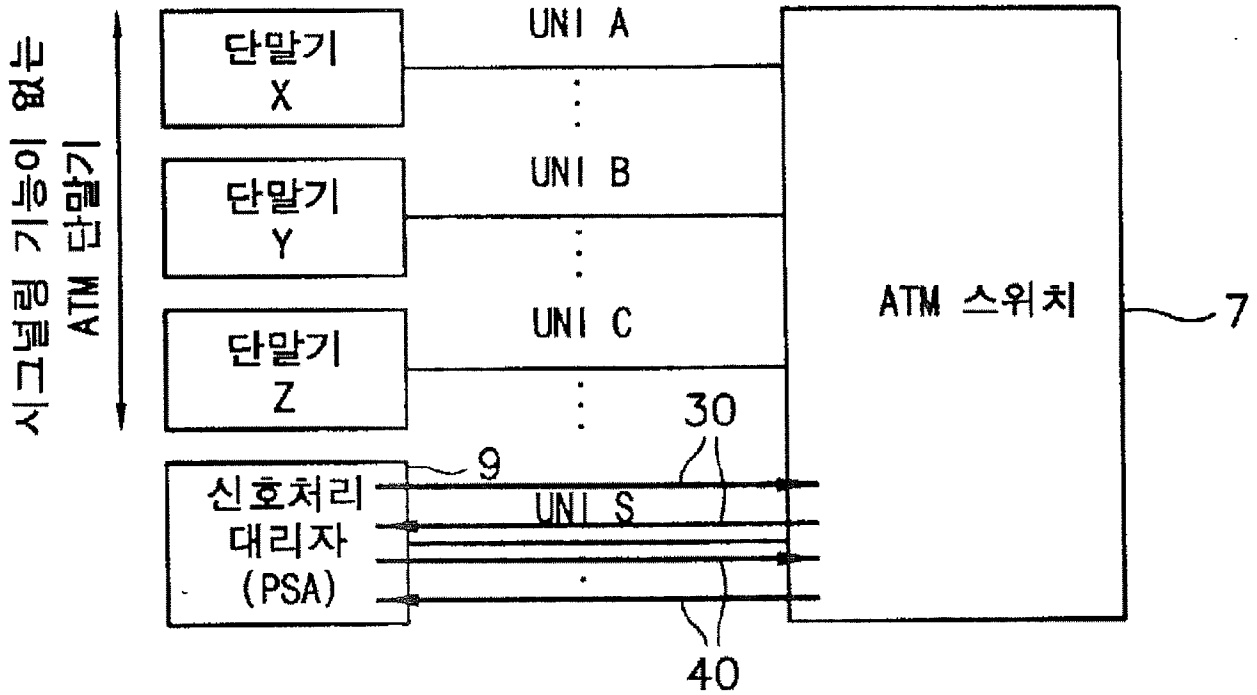 시그널링 기능이 없는
ATM 단말기
단말기
X
UNI A
단말기
Y
UNI B
단말기
Z
UNI C
ATM 스위치
7
30
9
신호처리
대리자
(PSA)
UNI S
40